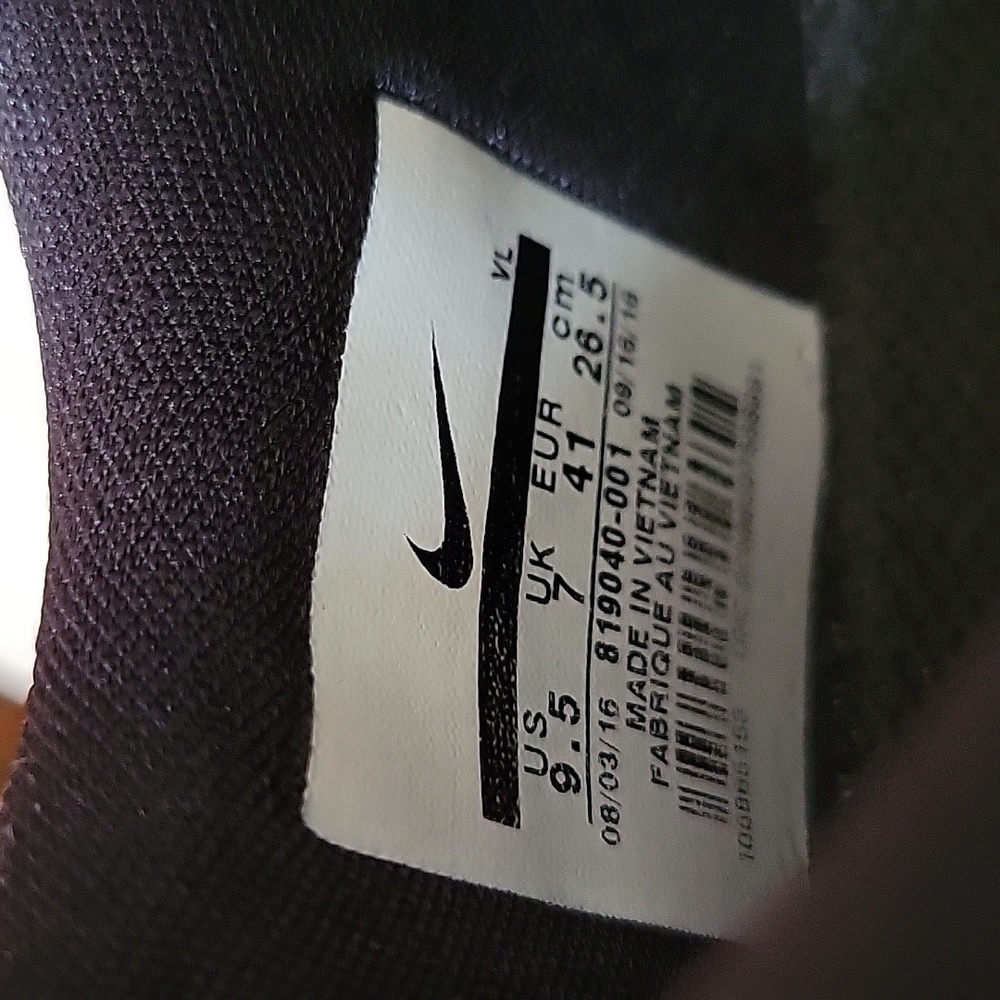 VL
US UK EUR cm
9.5 7 41 26.5
08/03/16 819040-001 09/16/16
MADE IN VIETNAM
FABRIQUE AU VIETNAM